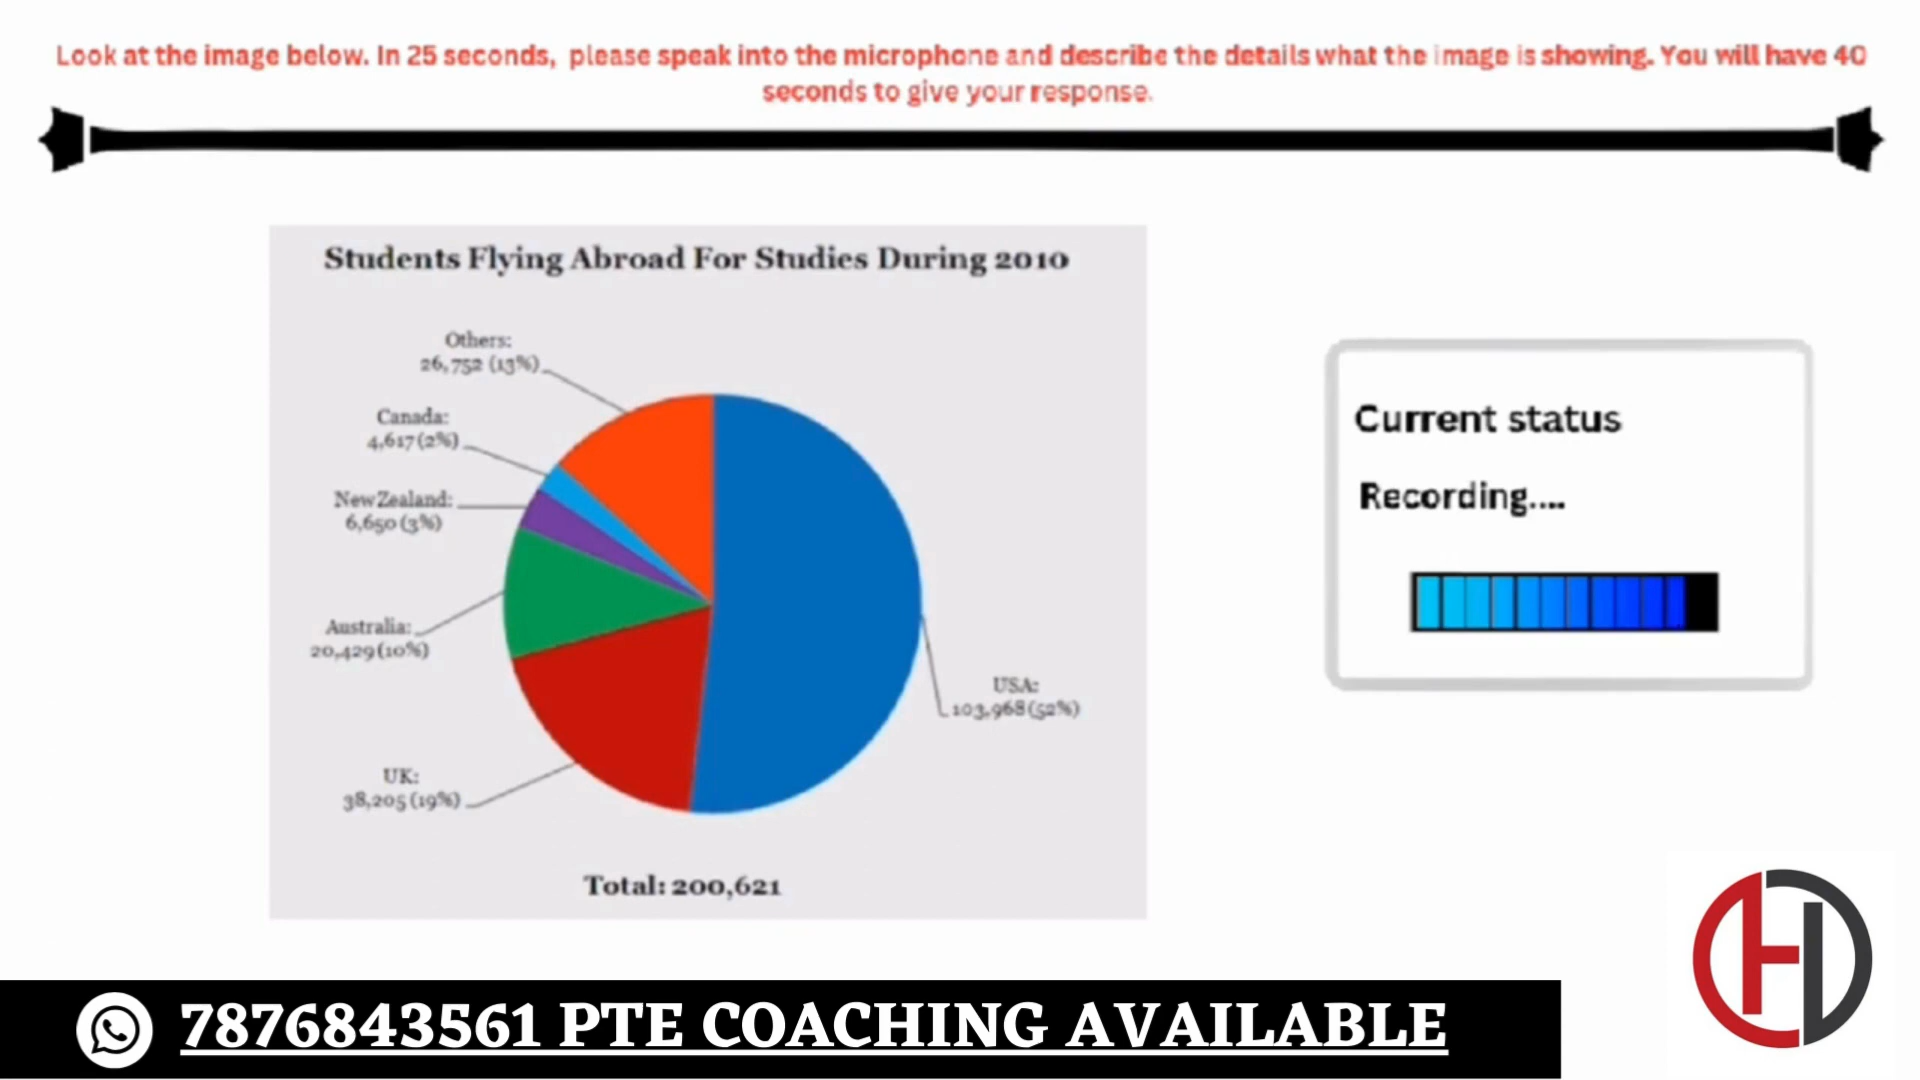 Look at the image below. In 25 seconds, please speak into the microphone and describe the details what the image is showing. You will have 40
seconds to give your response.
Students Flying Abroad For Studies During 2010
Others:
26,752 (13%)
Canada:
4,617 (2%)
New Zealand:
6,650 (3%)
Australia:
20,429 (10%)
UK:
38,205 (19%)
USA:
103,968 (52%)
Total: 200,621
Current status
Recording....
7876843561 PTE COACHING AVAILABLE